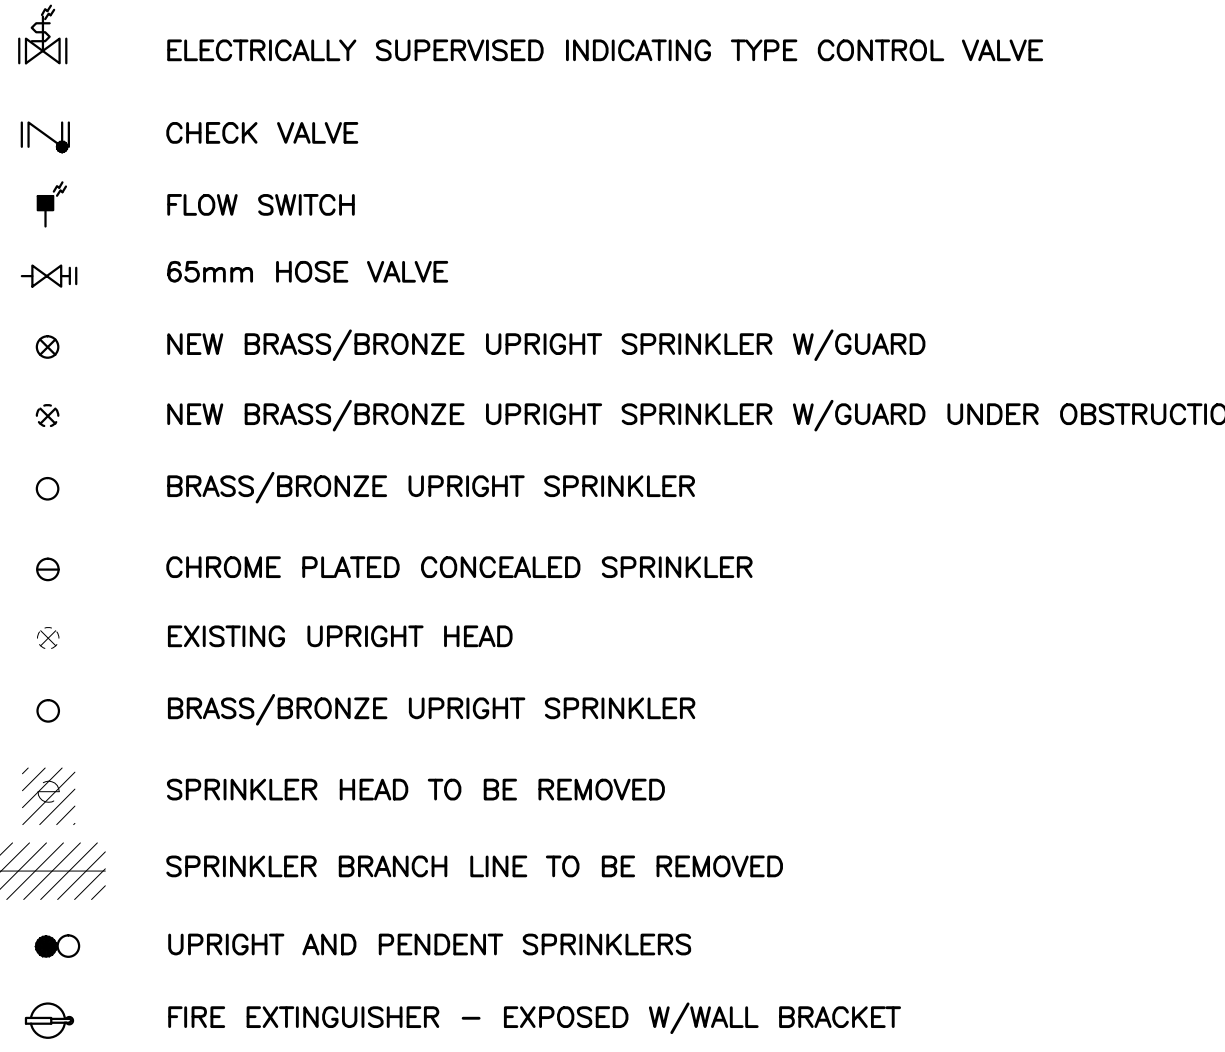 ELECTRICALLY SUPERVISED INDICATING TYPE CONTROL VALVE
CHECK VALVE
FLOW SWITCH
65mm HOSE VALVE
NEW BRASS/BRONZE UPRIGHT SPRINKLER W/GUARD
NEW BRASS/BRONZE UPRIGHT SPRINKLER W/GUARD UNDER OBSTRUCTIO
BRASS/BRONZE UPRIGHT SPRINKLER
CHROME PLATED CONCEALED SPRINKLER
EXISTING UPRIGHT HEAD
BRASS/BRONZE UPRIGHT SPRINKLER
SPRINKLER HEAD TO BE REMOVED
SPRINKLER BRANCH LINE TO BE REMOVED
UPRIGHT AND PENDENT SPRINKLERS
FIRE EXTINGUISHER – EXPOSED W/WALL BRACKET